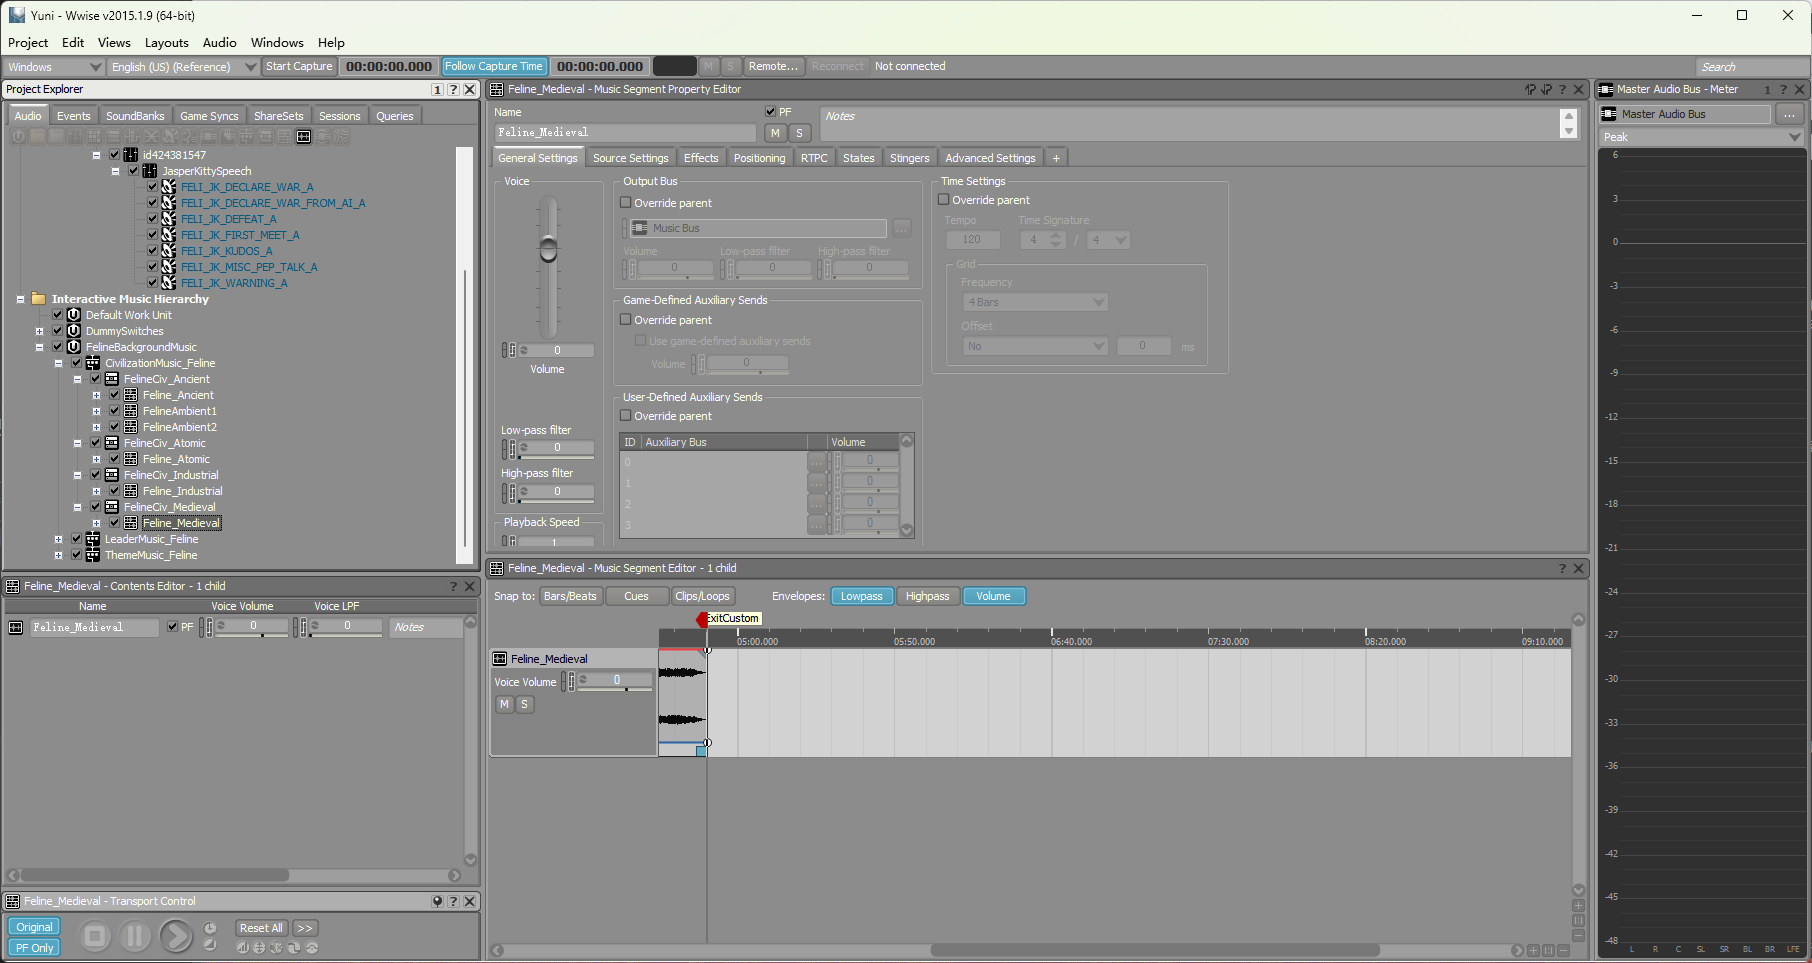 Yuni - Wwise v2015.1.9 (64-bit)
Project Edit Views Layouts Audio Windows Help
Windows English (US) (Reference) Start Capture 00:00:00.000 Follow Capture Time 00:00:00.000 M S Remote... Reconnect Not connected Search
Project Explorer 1 ?
Audio Events SoundBanks Game Syncs ShareSets Sessions Queries
id424381547
JasperKittySpeech
FELI_JK_DECLARE_WAR_A
FELI_JK_DECLARE_WAR_FROM_AI_A
FELI_JK_DEFEAT_A
FELI_JK_FIRST_MEET_A
FELI_JK_KUDOS_A
FELI_JK_MISC_PEP_TALK_A
FELI_JK_WARNING_A
Interactive Music Hierarchy
Default Work Unit
DummySwitches
FelineBackgroundMusic
CivilizationMusic_Feline
FelineCiv_Ancient
Feline_Ancient
FelineAmbient1
FelineAmbient2
FelineCiv_Atomic
Feline_Atomic
FelineCiv_Industrial
Feline_Industrial
FelineCiv_Medieval
Feline_Medieval
LeaderMusic_Feline
ThemeMusic_Feline
Feline_Medieval - Contents Editor - 1 child ?
Name Voice Volume Voice LPF
Feline_Medieval PF 0 0 Notes
Feline_Medieval - Transport Control ?
Original
PF Only
Reset All >>
Feline_Medieval - Music Segment Property Editor ?
Name PF Notes
Feline_Medieval M S
General Settings Source Settings Effects Positioning RTPC States Stingers Advanced Settings +
Voice
0
Volume
Low-pass filter
0
High-pass filter
0
Playback Speed
1
Output Bus
Override parent
Music Bus ...
Volume Low-pass filter High-pass filter
0 0 0
Game-Defined Auxiliary Sends
Override parent
Use game-defined auxiliary sends
Volume 0
User-Defined Auxiliary Sends
Override parent
ID Auxiliary Bus Volume
0 ... 0
1 ... 0
2 ... 0
3 ... 0
Time Settings
Override parent
Tempo Time Signature
120 4 / 4
Grid
Frequency
4 Bars
Offset
No 0 ms
Feline_Medieval - Music Segment Editor - 1 child ?
Snap to: Bars/Beats Cues Clips/Loops Envelopes: Lowpass Highpass Volume
ExitCustom
05:00.000 05:50.000 06:40.000 07:30.000 08:20.000 09:10.000
Feline_Medieval
Voice Volume 0
M S
Master Audio Bus - Meter 1 ?
Master Audio Bus ...
Peak
6
3
0
-3
-6
-9
-12
-15
-18
-21
-24
-27
-30
-33
-36
-39
-42
-45
-48
L R C SL SR BL BR LFE